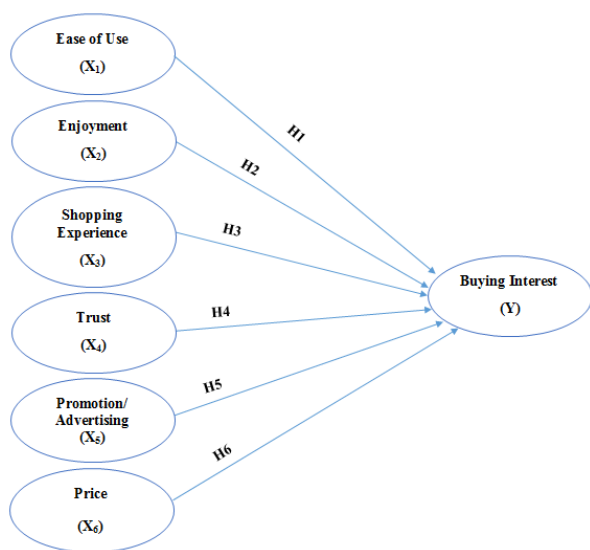 Ease of Use
(X₁)
Enjoyment
(X₂)
Shopping
Experience
(X₃)
Trust
(X₄)
Promotion/
Advertising
(X₅)
Price
(X₆)
H1
H2
H3
H4
H5
H6
Buying Interest
(Y)